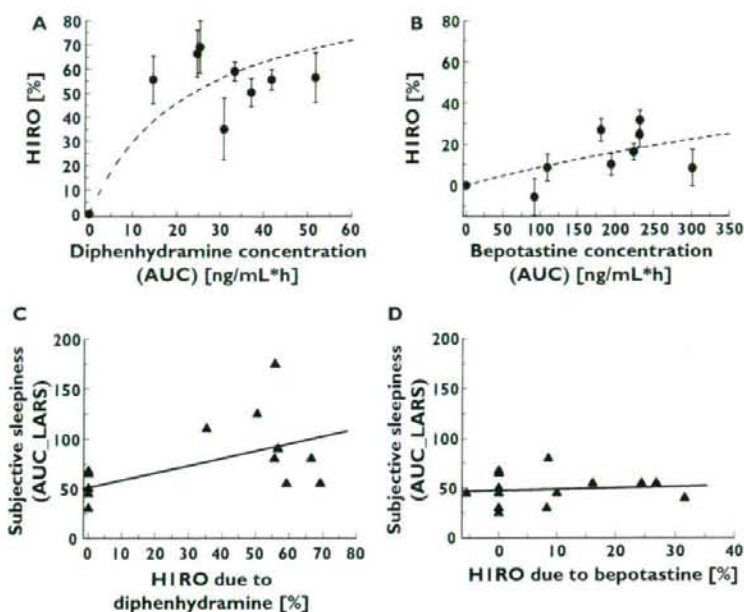 A
HIRO [%]
80
70
60
50
40
30
20
10
0
0 10 20 30 40 50 60
Diphenhydramine concentration
(AUC) [ng/mL*h]
B
HIRO [%]
80
60
40
20
0
0 50 100 150 200 250 300 350
Bepotastine concentration
(AUC) [ng/mL*h]
C
Subjective sleepiness
(AUC_LARS)
200
150
100
50
0
0 10 20 30 40 50 60 70 80
HIRO due to
diphenhydramine [%]
D
Subjective sleepiness
(AUC_LARS)
200
150
100
50
0
0 10 20 30 40
HIRO due to bepotastine [%]